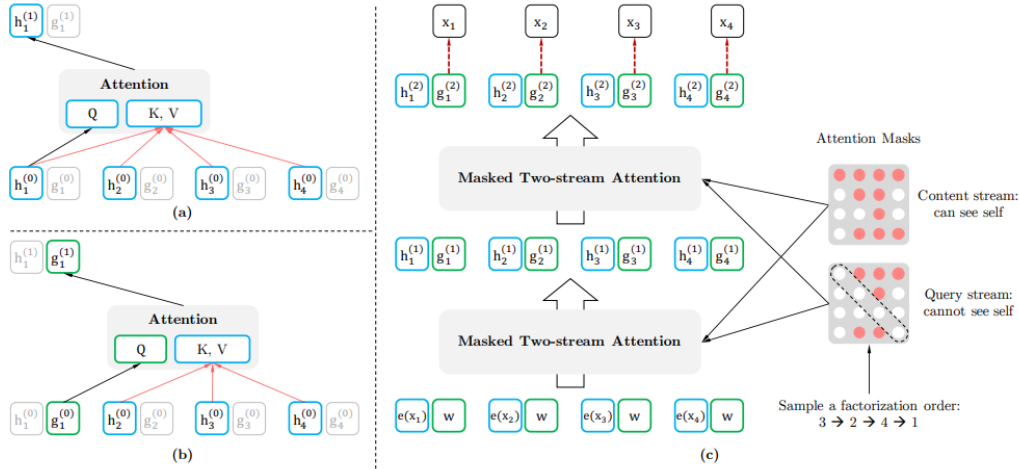 h₁⁽¹⁾ g₁⁽¹⁾
Attention
Q K, V
h₁⁽⁰⁾ g₁⁽⁰⁾ h₂⁽⁰⁾ g₂⁽⁰⁾ h₃⁽⁰⁾ g₃⁽⁰⁾ h₄⁽⁰⁾ g₄⁽⁰⁾
(a)
h₁⁽¹⁾ g₁⁽¹⁾
Attention
Q K, V
h₁⁽⁰⁾ g₁⁽⁰⁾ h₂⁽⁰⁾ g₂⁽⁰⁾ h₃⁽⁰⁾ g₃⁽⁰⁾ h₄⁽⁰⁾ g₄⁽⁰⁾
(b)
x₁ x₂ x₃ x₄
h₁⁽²⁾ g₁⁽²⁾ h₂⁽²⁾ g₂⁽²⁾ h₃⁽²⁾ g₃⁽²⁾ h₄⁽²⁾ g₄⁽²⁾
Masked Two-stream Attention
h₁⁽¹⁾ g₁⁽¹⁾ h₂⁽¹⁾ g₂⁽¹⁾ h₃⁽¹⁾ g₃⁽¹⁾ h₄⁽¹⁾ g₄⁽¹⁾
Masked Two-stream Attention
e(x₁) w e(x₂) w e(x₃) w e(x₄) w
(c)
Attention Masks
Content stream:
can see self
Query stream:
cannot see self
Sample a factorization order:
3 → 2 → 4 → 1